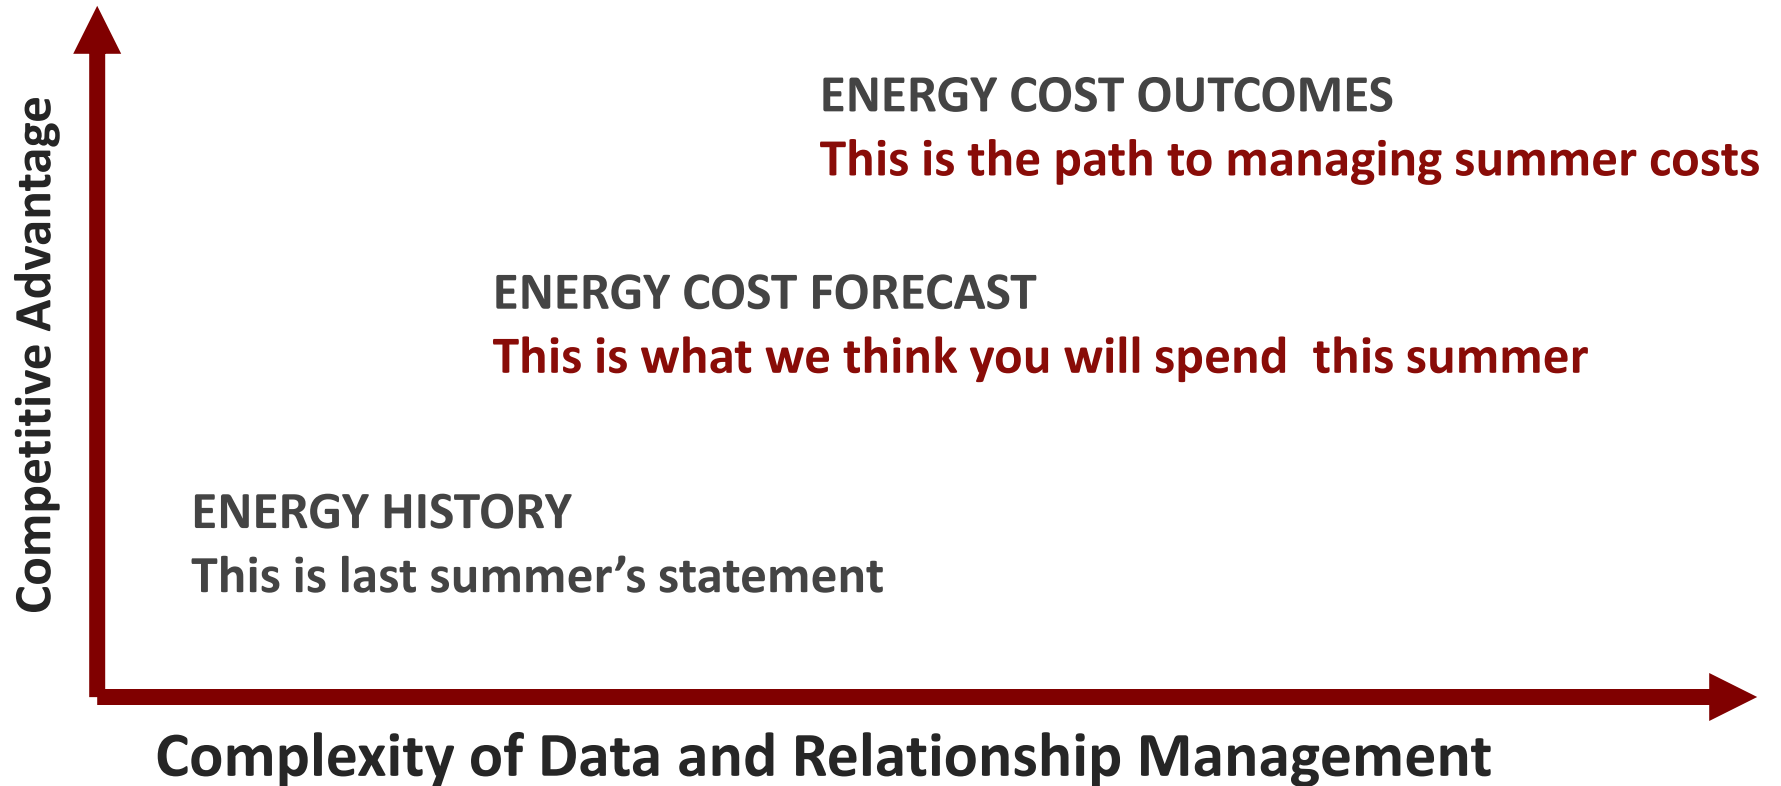 Competitive Advantage
ENERGY COST OUTCOMES
This is the path to managing summer costs
ENERGY COST FORECAST
This is what we think you will spend  this summer
ENERGY HISTORY
This is last summer’s statement
Complexity of Data and Relationship Management